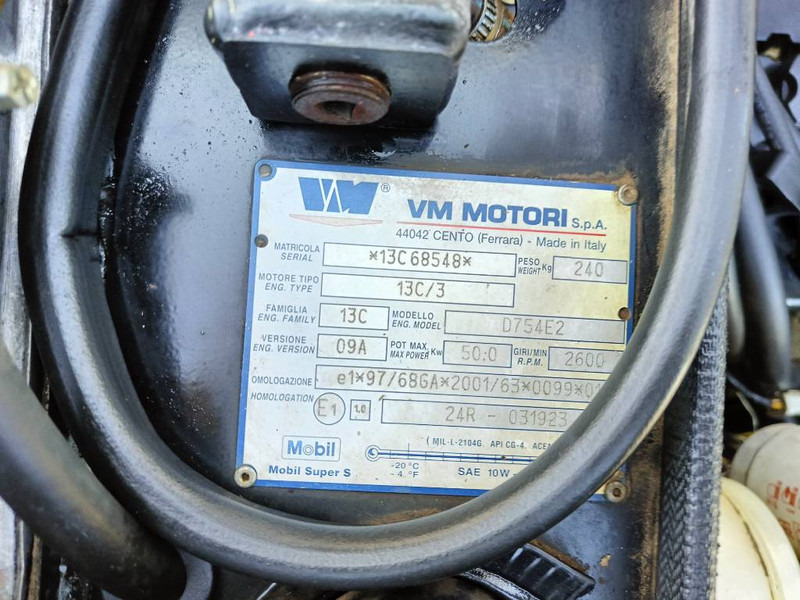 VM ® VM MOTORI S.p.A.
44042 CENTO (Ferrara) - Made in Italy
MATRICOLA SERIAL *13C68548* PESO WEIGHT Kg 240
MOTORE TIPO ENG. TYPE 13C/3
FAMIGLIA ENG. FAMILY 13C MODELLO ENG. MODEL D754E2
VERSIONE ENG. VERSION 09A POT MAX. MAX POWER Kw 50.0 GIRI/MIN R.P.M. 2600
OMOLOGAZIONE HOMOLOGATION e1*97/68GA*2001/63*0099*
E1 1.0 24R - 031923
( MIL-L-2104G. API CG-4.
Mobil
Mobil Super S -20 °C SAE 10W
-4. °F